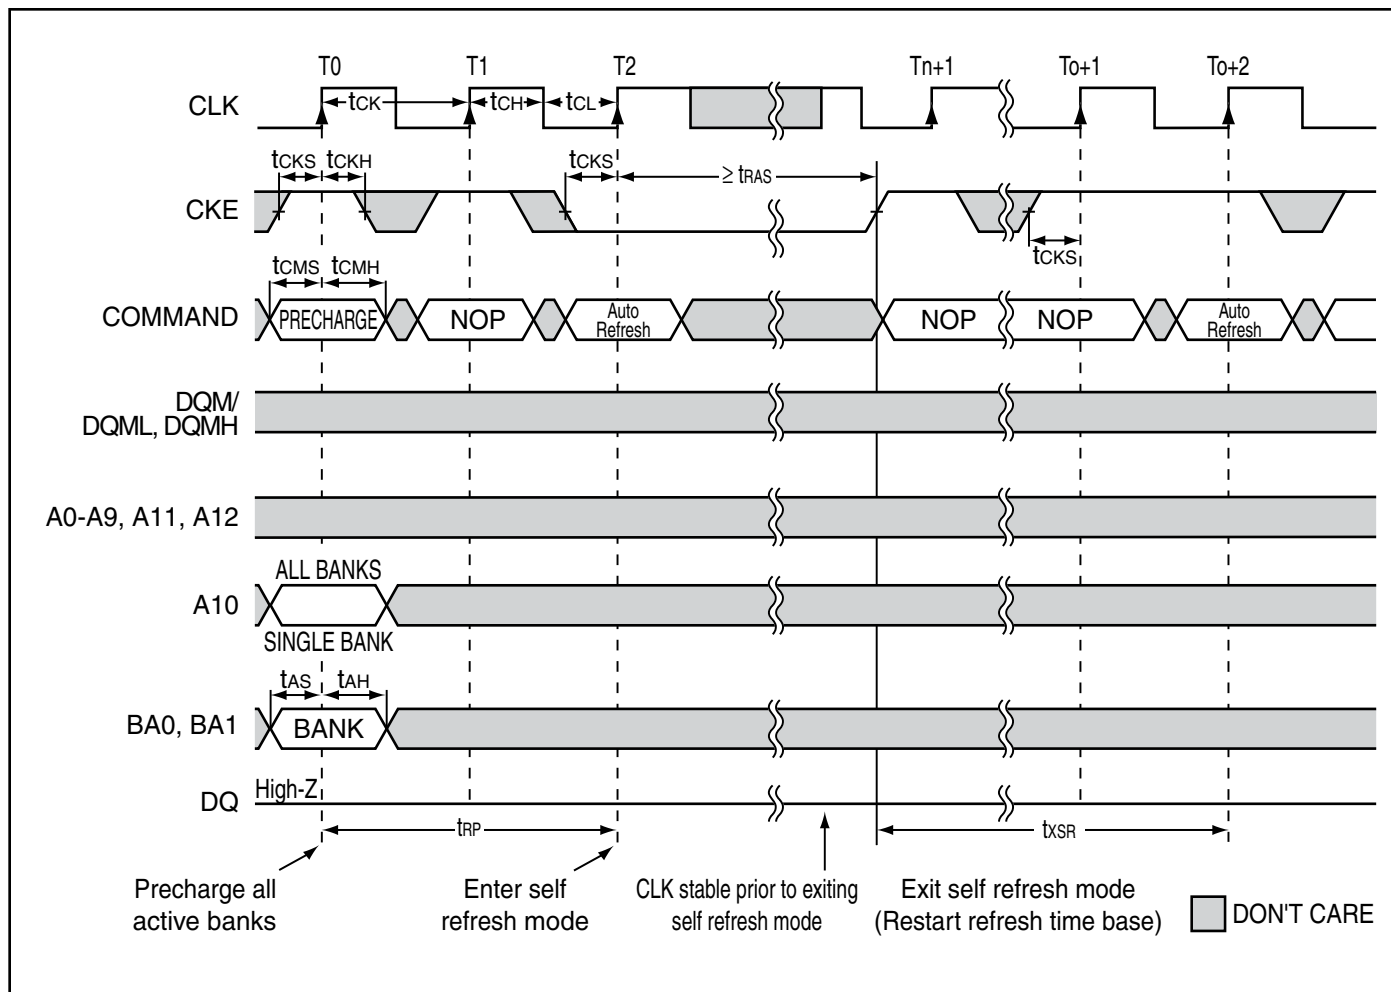 T0 T1 T2 Tn+1 To+1 To+2
CLK tCK tCH tCL
tCKS tCKH tCKS ≥ tRAS
CKE
tCKS
tCMS tCMH
COMMAND PRECHARGE NOP Auto Refresh NOP NOP Auto Refresh
DQM/
DQML, DQMH
A0-A9, A11, A12
ALL BANKS
A10
SINGLE BANK
tAS tAH
BA0, BA1 BANK
High-Z
DQ
tRP tXSR
Precharge all
active banks
Enter self
refresh mode
CLK stable prior to exiting
self refresh mode
Exit self refresh mode
(Restart refresh time base)
DON'T CARE